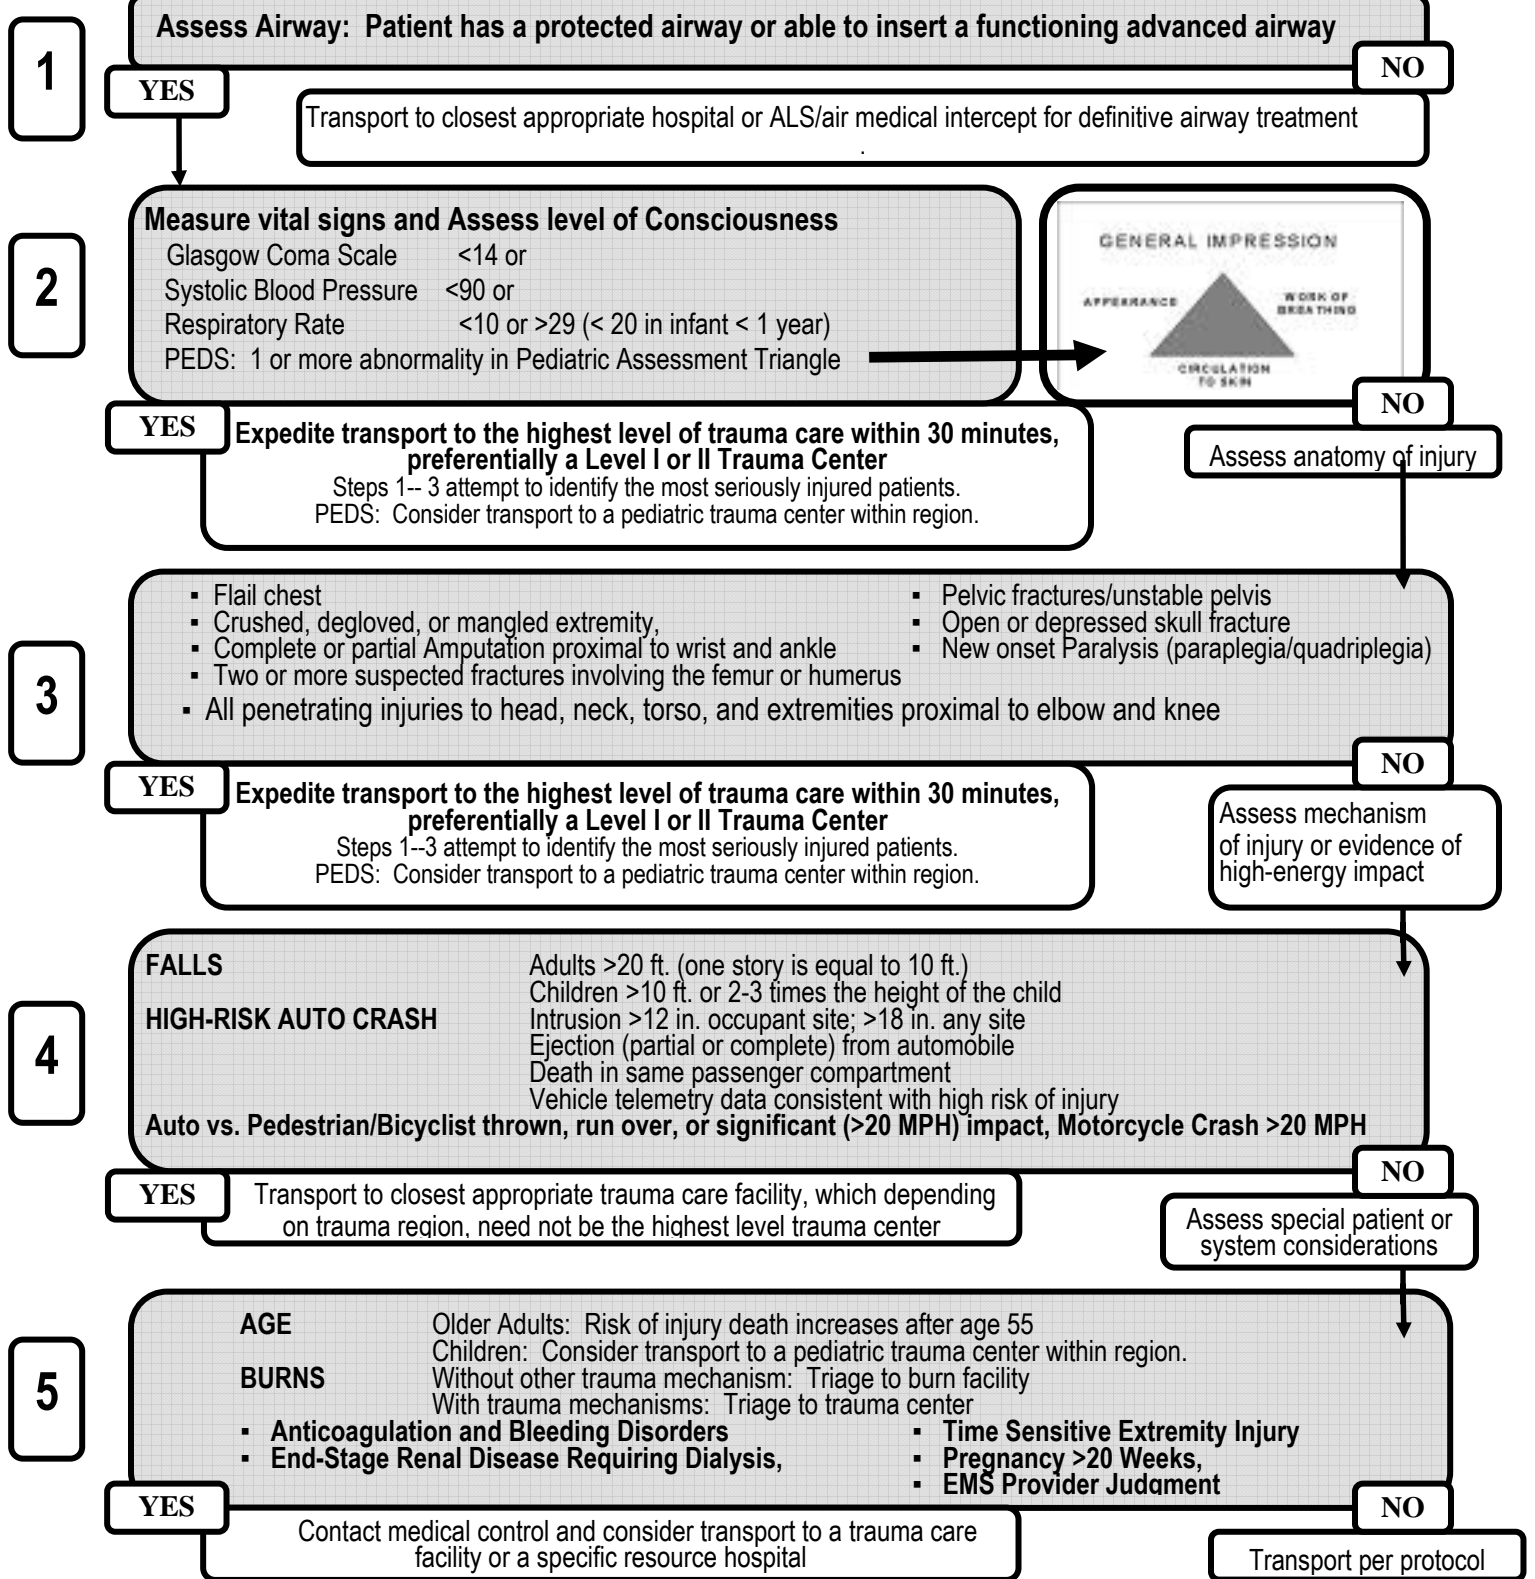 1
Assess Airway: Patient has a protected airway or able to insert a functioning advanced airway
YES
NO
Transport to closest appropriate hospital or ALS/air medical intercept for definitive airway treatment
.
2
Measure vital signs and Assess level of Consciousness
Glasgow Coma Scale <14 or
Systolic Blood Pressure <90 or
Respiratory Rate <10 or >29 (< 20 in infant < 1 year)
PEDS: 1 or more abnormality in Pediatric Assessment Triangle
GENERAL IMPRESSION
APPEARANCE
WORK OF
BREATHING
CIRCULATION
TO SKIN
YES
NO
Expedite transport to the highest level of trauma care within 30 minutes,
preferentially a Level I or II Trauma Center
Steps 1-- 3 attempt to identify the most seriously injured patients.
PEDS: Consider transport to a pediatric trauma center within region.
Assess anatomy of injury
3
▪ Flail chest
▪ Crushed, degloved, or mangled extremity,
▪ Complete or partial Amputation proximal to wrist and ankle
▪ Two or more suspected fractures involving the femur or humerus
▪ Pelvic fractures/unstable pelvis
▪ Open or depressed skull fracture
▪ New onset Paralysis (paraplegia/quadriplegia)
▪ All penetrating injuries to head, neck, torso, and extremities proximal to elbow and knee
YES
NO
Expedite transport to the highest level of trauma care within 30 minutes,
preferentially a Level I or II Trauma Center
Steps 1--3 attempt to identify the most seriously injured patients.
PEDS: Consider transport to a pediatric trauma center within region.
Assess mechanism
of injury or evidence of
high-energy impact
4
FALLS Adults >20 ft. (one story is equal to 10 ft.)
Children >10 ft. or 2-3 times the height of the child
HIGH-RISK AUTO CRASH Intrusion >12 in. occupant site; >18 in. any site
Ejection (partial or complete) from automobile
Death in same passenger compartment
Vehicle telemetry data consistent with high risk of injury
Auto vs. Pedestrian/Bicyclist thrown, run over, or significant (>20 MPH) impact, Motorcycle Crash >20 MPH
YES
NO
Transport to closest appropriate trauma care facility, which depending
on trauma region, need not be the highest level trauma center
Assess special patient or
system considerations
5
AGE Older Adults: Risk of injury death increases after age 55
Children: Consider transport to a pediatric trauma center within region.
BURNS Without other trauma mechanism: Triage to burn facility
With trauma mechanisms: Triage to trauma center
▪ Anticoagulation and Bleeding Disorders
▪ End-Stage Renal Disease Requiring Dialysis,
▪ Time Sensitive Extremity Injury
▪ Pregnancy >20 Weeks,
▪ EMS Provider Judgment
YES
NO
Contact medical control and consider transport to a trauma care
facility or a specific resource hospital
Transport per protocol